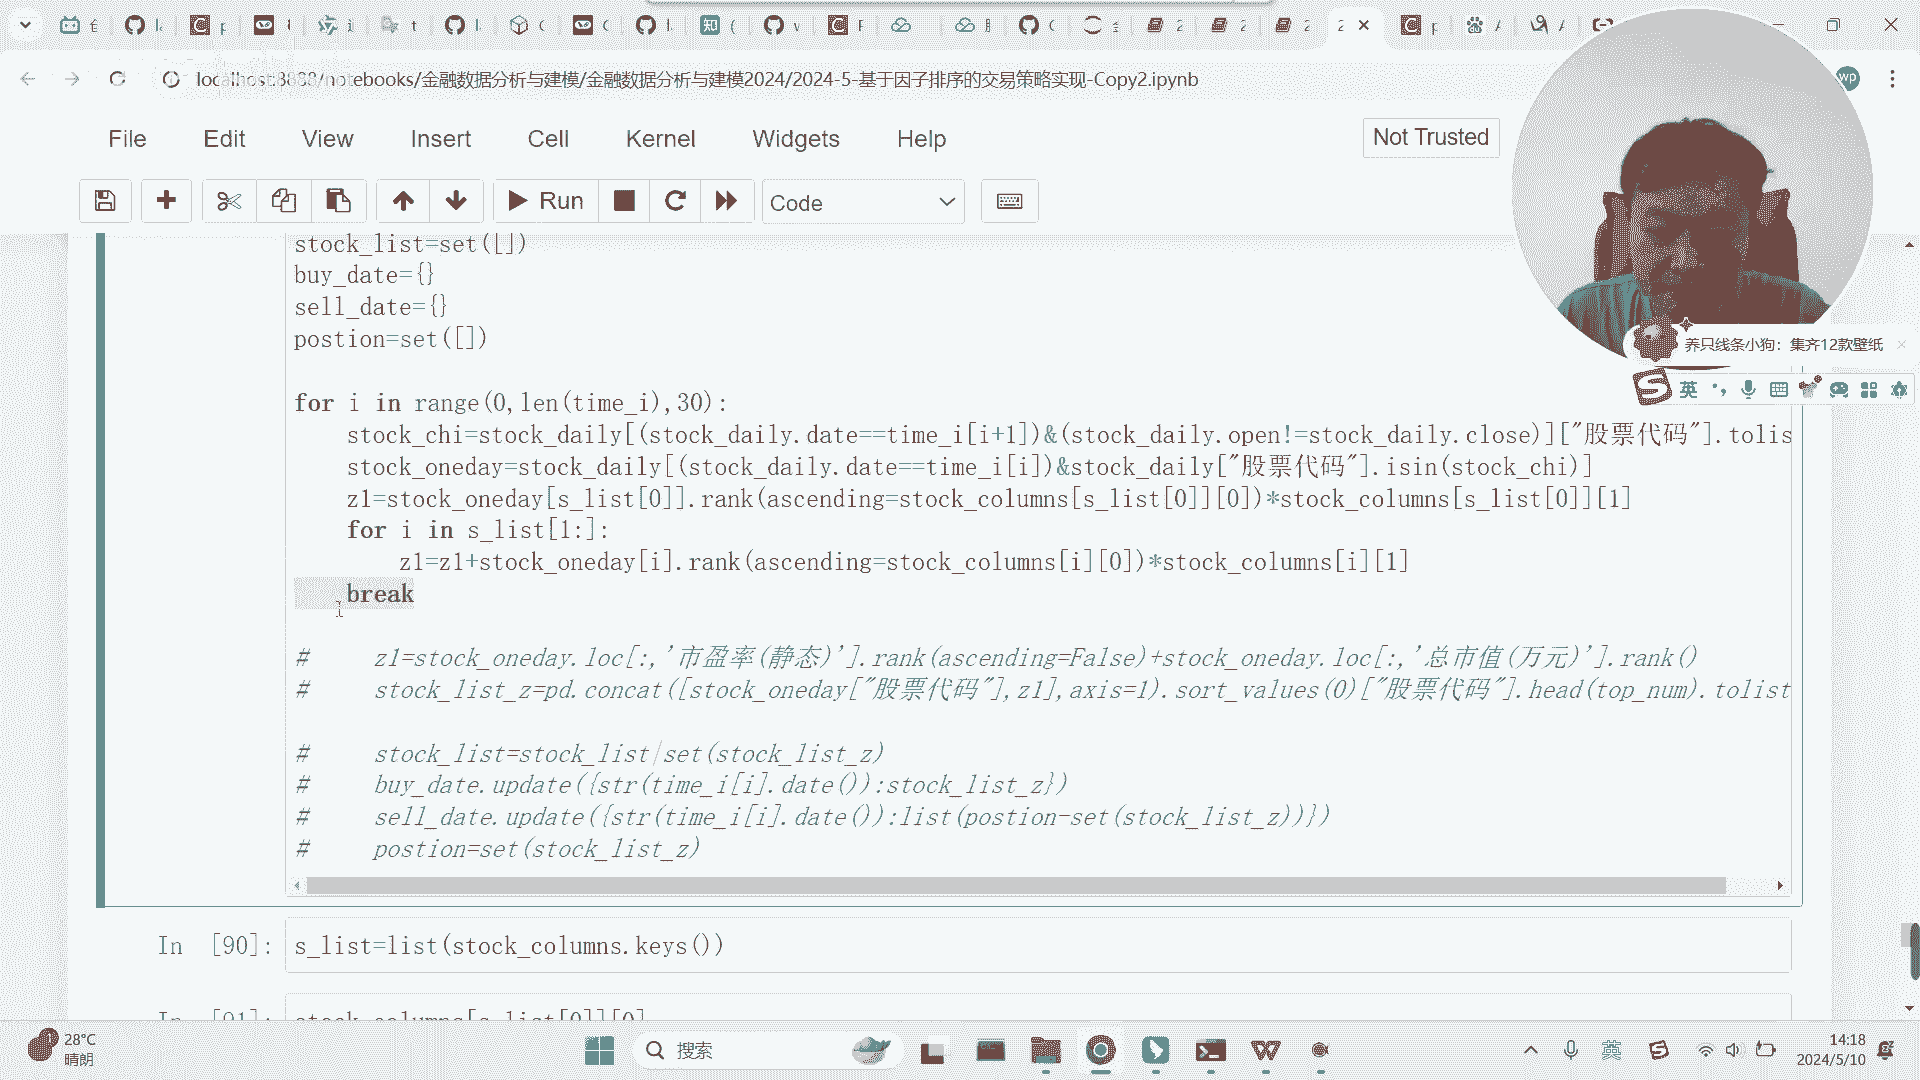 localhost:8888/notebooks/金融数据分析与建模/金融数据分析与建模2024/2024-5-基于因子排序的交易策略实现-Copy2.ipynb
wp
File Edit View Insert Cell Kernel Widgets Help
Not Trusted
Run
Code
stock_list=set([])
buy_date={}
sell_date={}
postion=set([])
养只线条小狗：集齐12款壁纸
英
for i in range(0,len(time_i),30):
stock_chi=stock_daily[(stock_daily.date==time_i[i+1])&(stock_daily.open!=stock_daily.close)]["股票代码"].tolis
stock_oneday=stock_daily[(stock_daily.date==time_i[i])&stock_daily["股票代码"].isin(stock_chi)]
z1=stock_oneday[s_list[0]].rank(ascending=stock_columns[s_list[0]][0])*stock_columns[s_list[0]][1]
for i in s_list[1:]:
z1=z1+stock_oneday[i].rank(ascending=stock_columns[i][0])*stock_columns[i][1]
break
# z1=stock_oneday.loc[:,'市盈率(静态)'].rank(ascending=False)+stock_oneday.loc[:,'总市值(万元)'].rank()
# stock_list_z=pd.concat([stock_oneday["股票代码"],z1],axis=1).sort_values(0)["股票代码"].head(top_num).tolist
# stock_list=stock_list|set(stock_list_z)
# buy_date.update({str(time_i[i].date()):stock_list_z})
# sell_date.update({str(time_i[i].date()):list(postion-set(stock_list_z))})
# postion=set(stock_list_z)
In [90]: s_list=list(stock_columns.keys())
In [91]: stock_columns[s_list[0]][0]
28°C
晴朗
搜索
英
14:18
2024/5/10